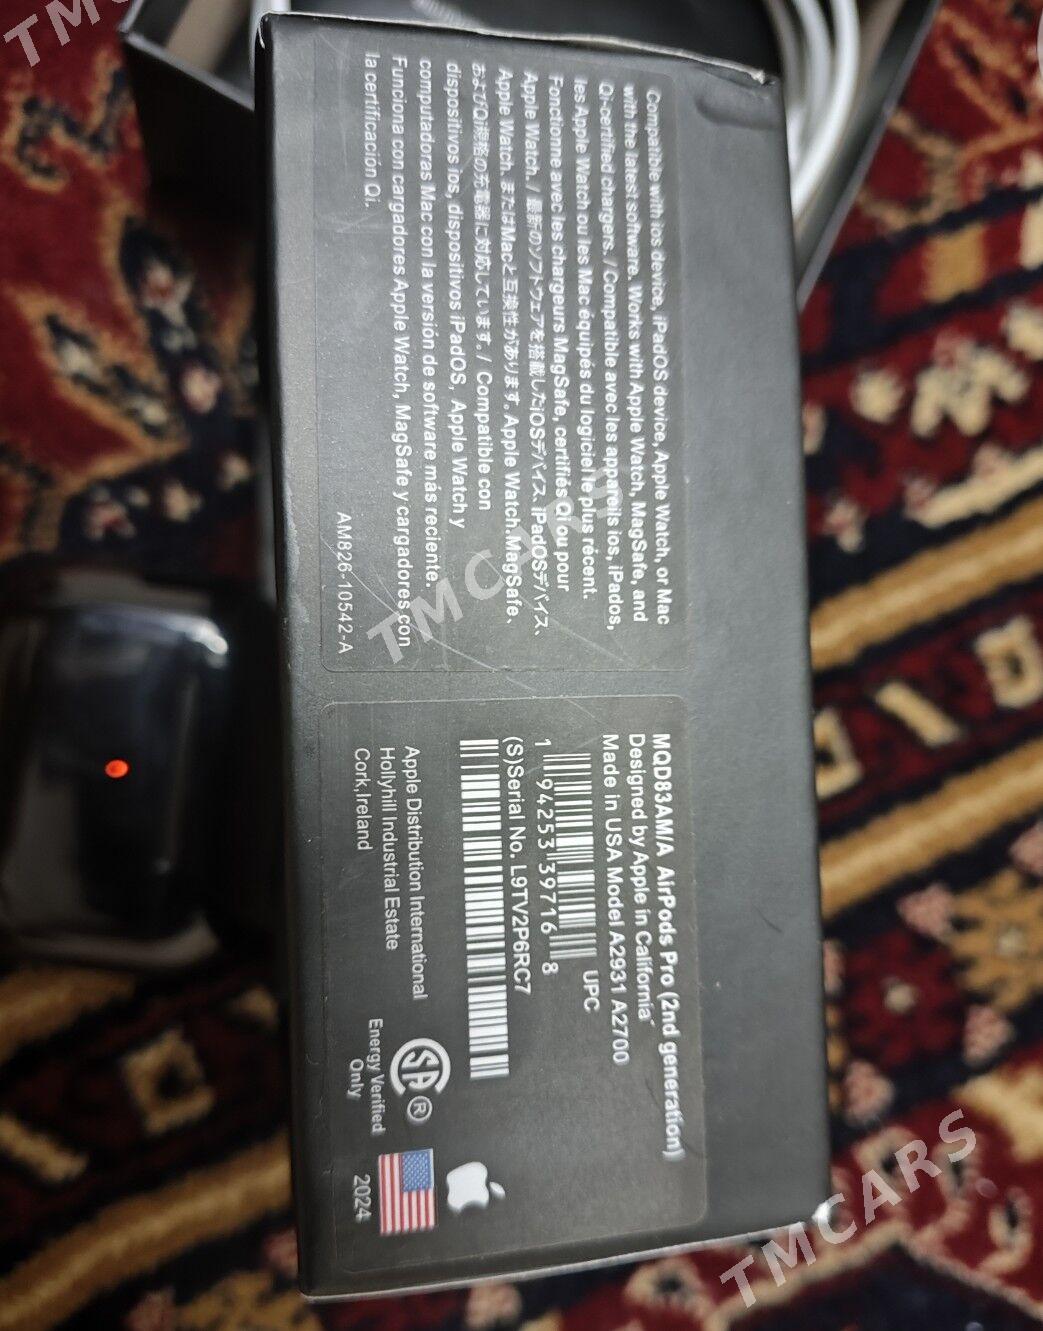 Compatible with ios device, iPadOS device, Apple Watch, or Mac
with the latest software. Works with Apple Watch, MagSafe, and
Qi-certified chargers. / Compatible avec les appareils ios, iPados,
les Apple Watch ou les Mac équipés du logiciel le plus récent.
Fonctionne avec les chargeurs MagSafe, certifiés Qi ou pour
Apple Watch. / 最新のソフトウェアを搭載したiOSデバイス、iPadOSデバイス、
Apple Watch、またはMacと互換性があります。Apple Watch、MagSafe、
およびQi規格の充電器に対応しています。/ Compatible con
dispositivos ios, dispositivos iPadOS, Apple Watch y
computadoras Mac con la versión de software más reciente.
Funciona con cargadores Apple Watch, MagSafe y cargadores con
la certificación Qi.
AM826-10542-A
MQD83AM/A AirPods Pro (2nd generation)
Designed by Apple in California
Made in USA Model A2931 A2700
UPC
1 94253 39716 8
(S)Serial No. L9TV2P6RC7
Apple Distribution International
Hollyhill Industrial Estate
Cork,Ireland
SA ®
Energy Verified
Only
2024
TMCARS
TMCARS
TMCARS